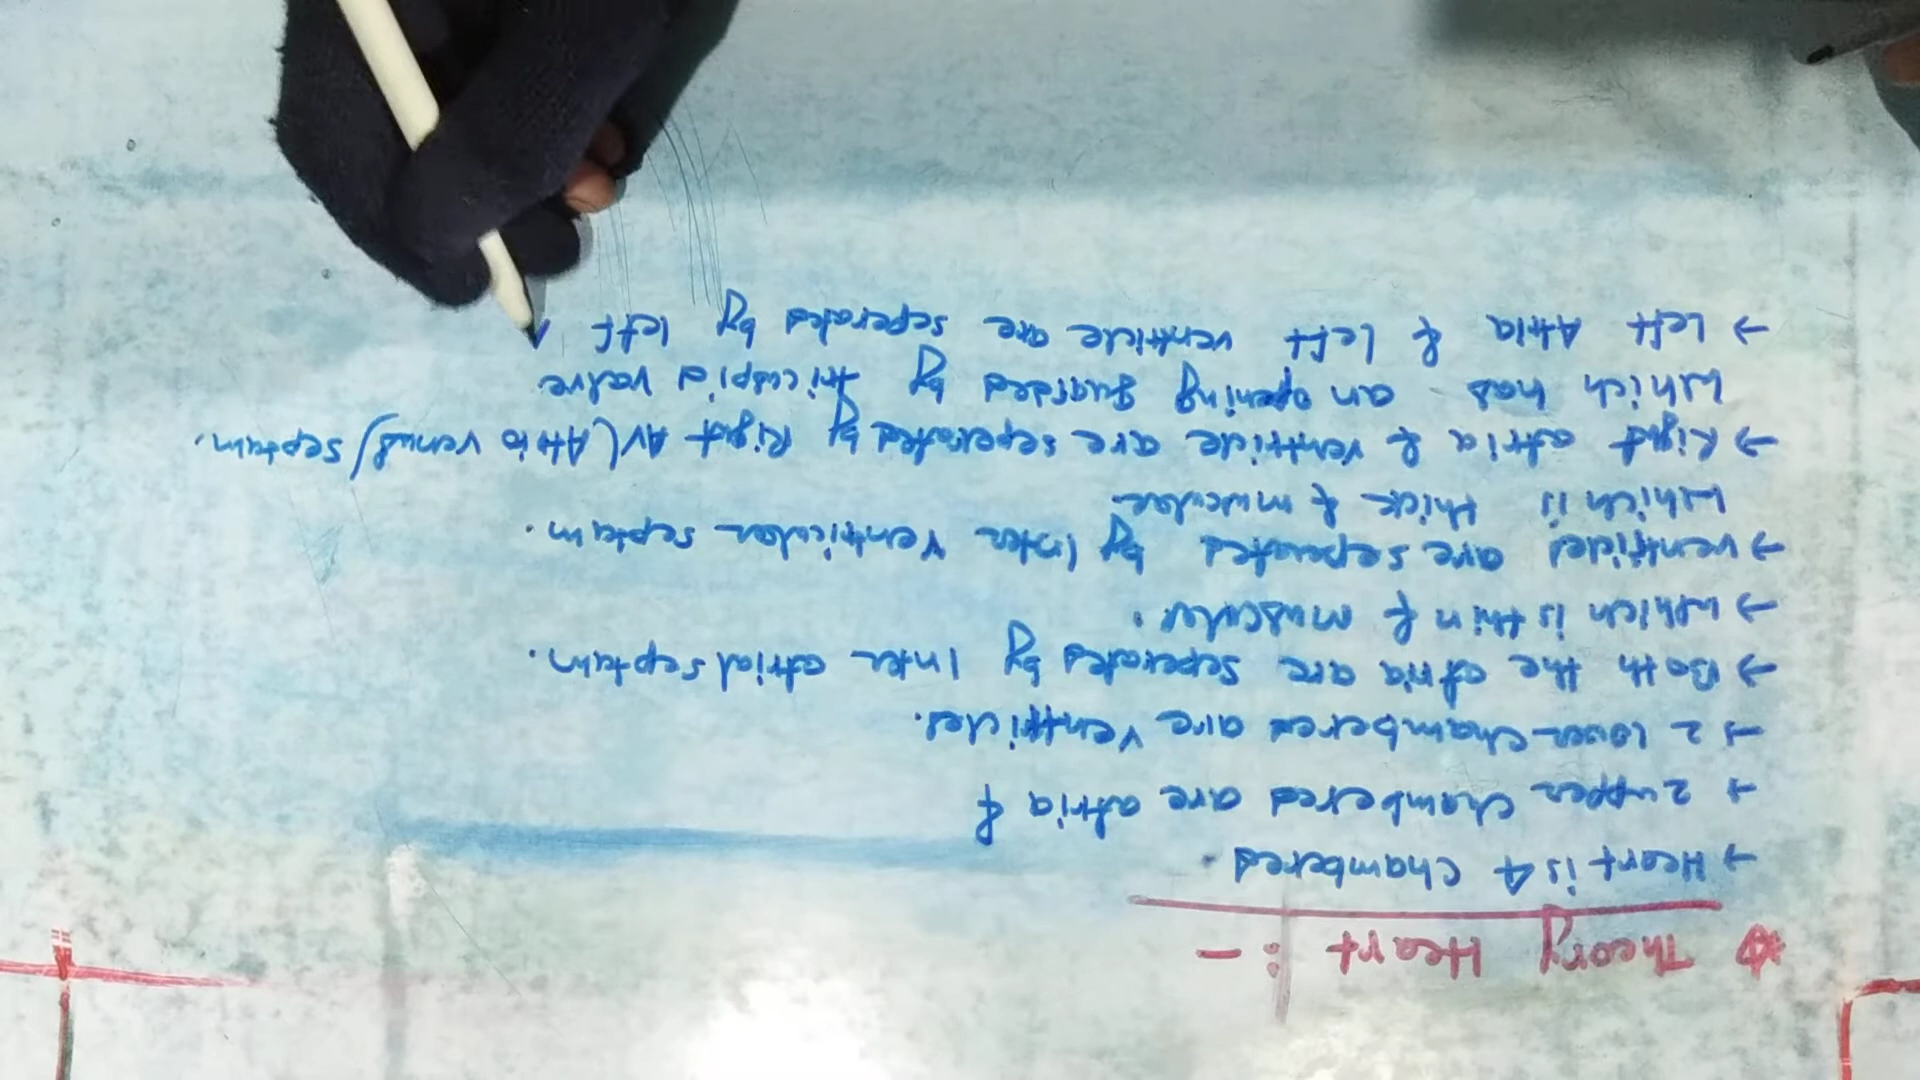 Theory Heart :-
→ Heart is 4 chambered.
→ 2 upper chambered are atria &
→ 2 lower chambered are Ventricles.
→ Both the atria are seperated by Inter atrial septum.
→ Which is thin & muscular.
→ Ventricles are seperated by Inter Ventricular septum.
Which is thick & muscular
→ Right atria & ventricle are seperated by Right AV (Atrio venus) septum.
Which has an opening guarded by tricuspid valve
→ Left Atria & Left ventricle are seperated by left